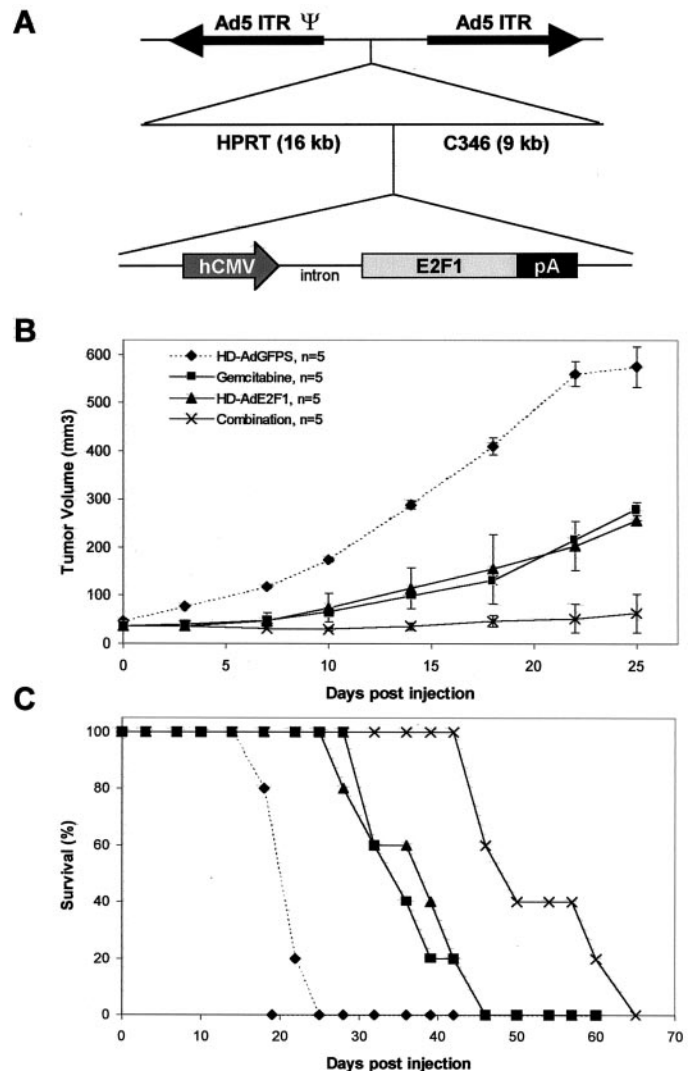 A
Ad5 ITR Ψ
Ad5 ITR
HPRT (16 kb)
C346 (9 kb)
hCMV
intron
E2F1
pA
B
600
500
400
300
200
100
0
Tumor Volume (mm3)
HD-AdGFPS, n=5
Gemcitabine, n=5
HD-AdE2F1, n=5
Combination, n=5
0 5 10 15 20 25
Days post injection
C
100
80
60
40
20
0
Survival (%)
0 10 20 30 40 50 60 70
Days post injection